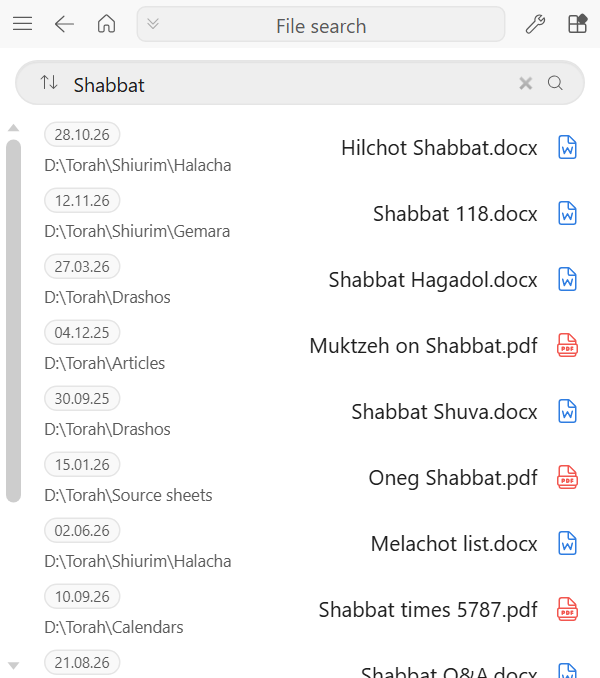 File search
Shabbat
28.10.26
Hilchot Shabbat.docx
D:\Torah\Shiurim\Halacha
12.11.26
Shabbat 118.docx
D:\Torah\Shiurim\Gemara
27.03.26
Shabbat Hagadol.docx
D:\Torah\Drashos
04.12.25
Muktzeh on Shabbat.pdf
D:\Torah\Articles
30.09.25
Shabbat Shuva.docx
D:\Torah\Drashos
15.01.26
Oneg Shabbat.pdf
D:\Torah\Source sheets
02.06.26
Melachot list.docx
D:\Torah\Shiurim\Halacha
10.09.26
Shabbat times 5787.pdf
D:\Torah\Calendars
21.08.26
Shabbat Q&A.docx